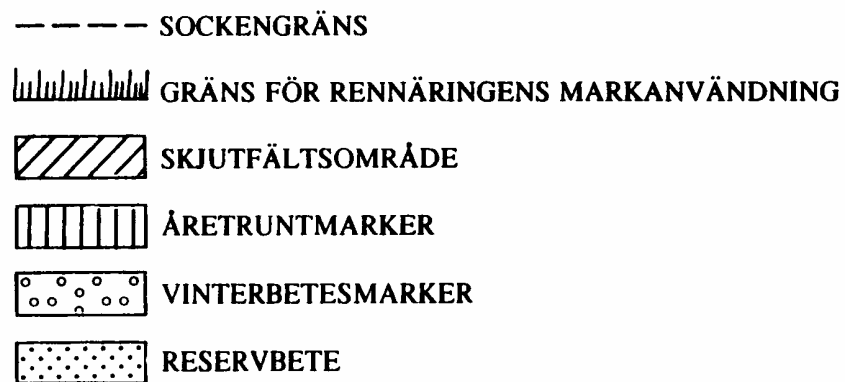 SOCKENGRÄNS
GRÄNS FÖR RENNÄRINGENS MARKANVÄNDNING
SKJUTFÄLTSOMRÅDE
ÅRETRUNTMARKER
VINTERBETESMARKER
RESERVBETE